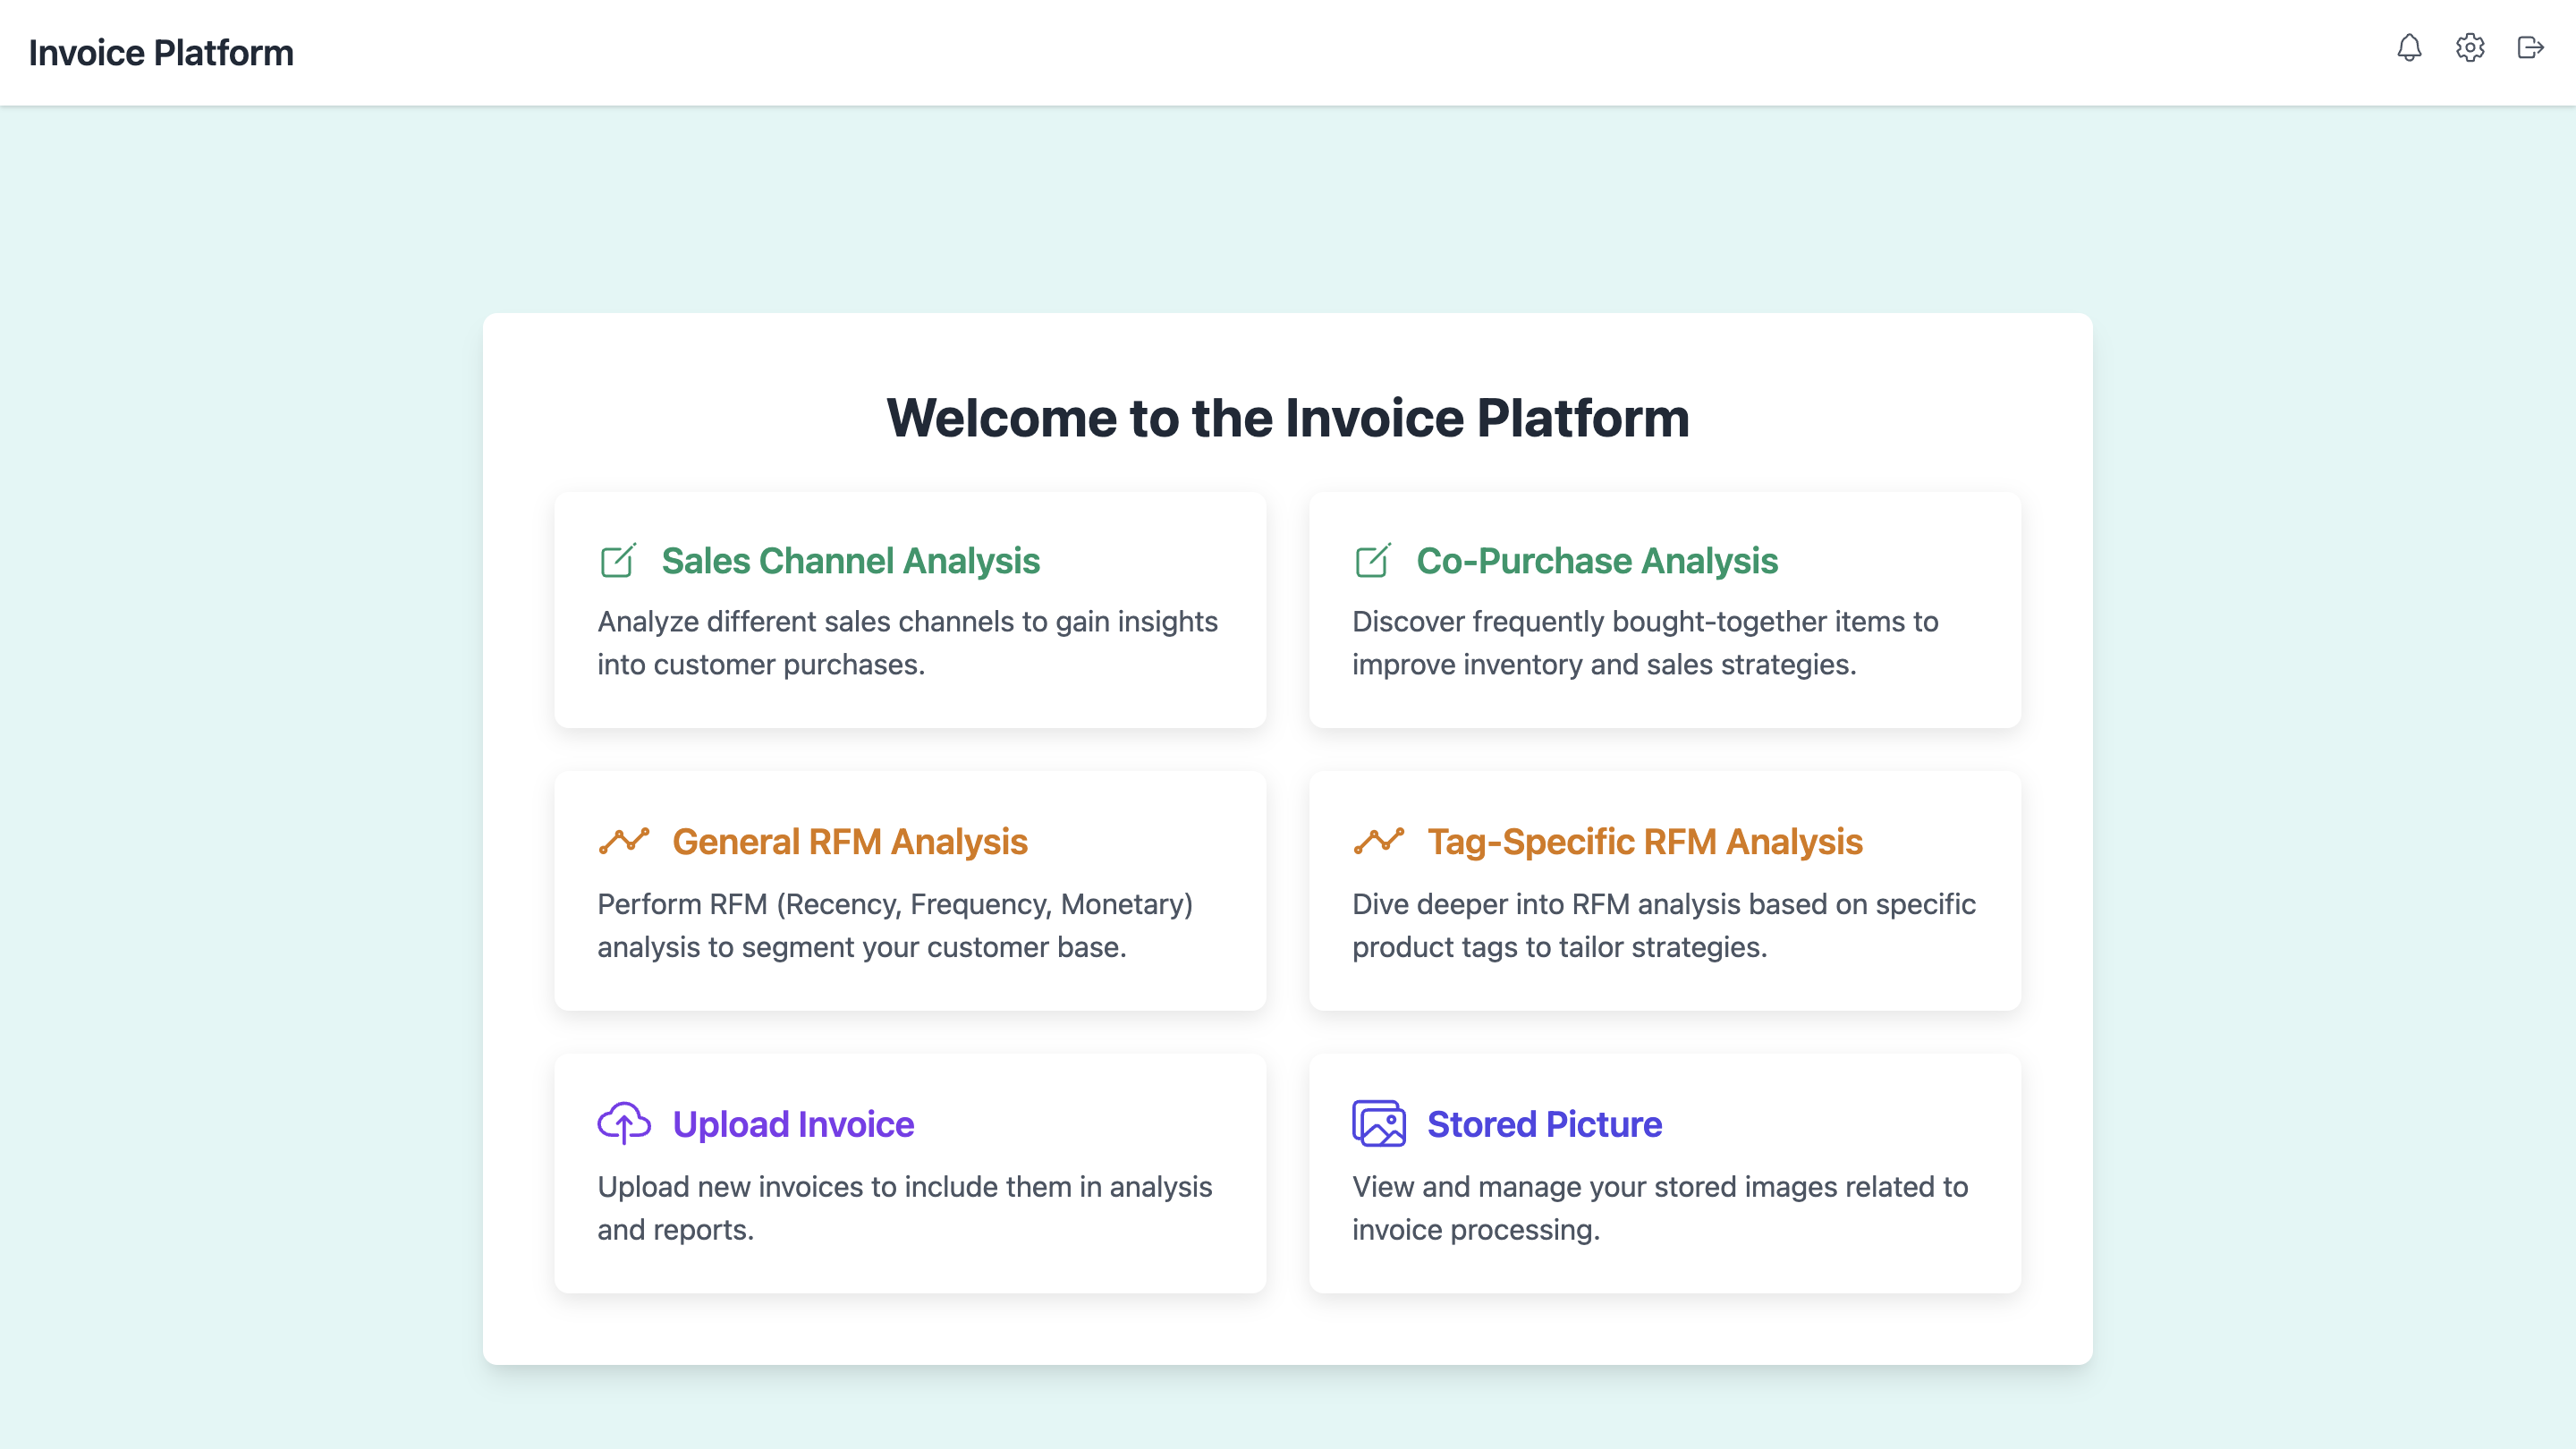 Invoice Platform
Welcome to the Invoice Platform
Sales Channel Analysis
Analyze different sales channels to gain insights
into customer purchases.
Co-Purchase Analysis
Discover frequently bought-together items to
improve inventory and sales strategies.
General RFM Analysis
Perform RFM (Recency, Frequency, Monetary)
analysis to segment your customer base.
Tag-Specific RFM Analysis
Dive deeper into RFM analysis based on specific
product tags to tailor strategies.
Upload Invoice
Upload new invoices to include them in analysis
and reports.
Stored Picture
View and manage your stored images related to
invoice processing.